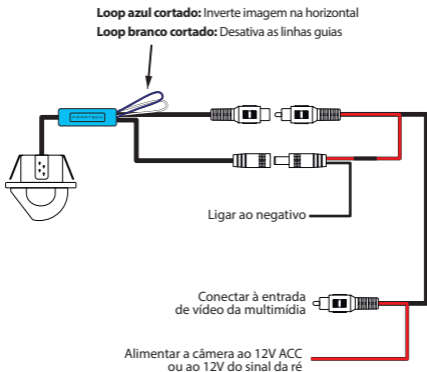 Loop azul cortado: Inverte imagem na horizontal
Loop branco cortado: Desativa as linhas guias
Ligar ao negativo
Conectar à entrada
de vídeo da multimídia
Alimentar a câmera ao 12V ACC
ou ao 12V do sinal da ré